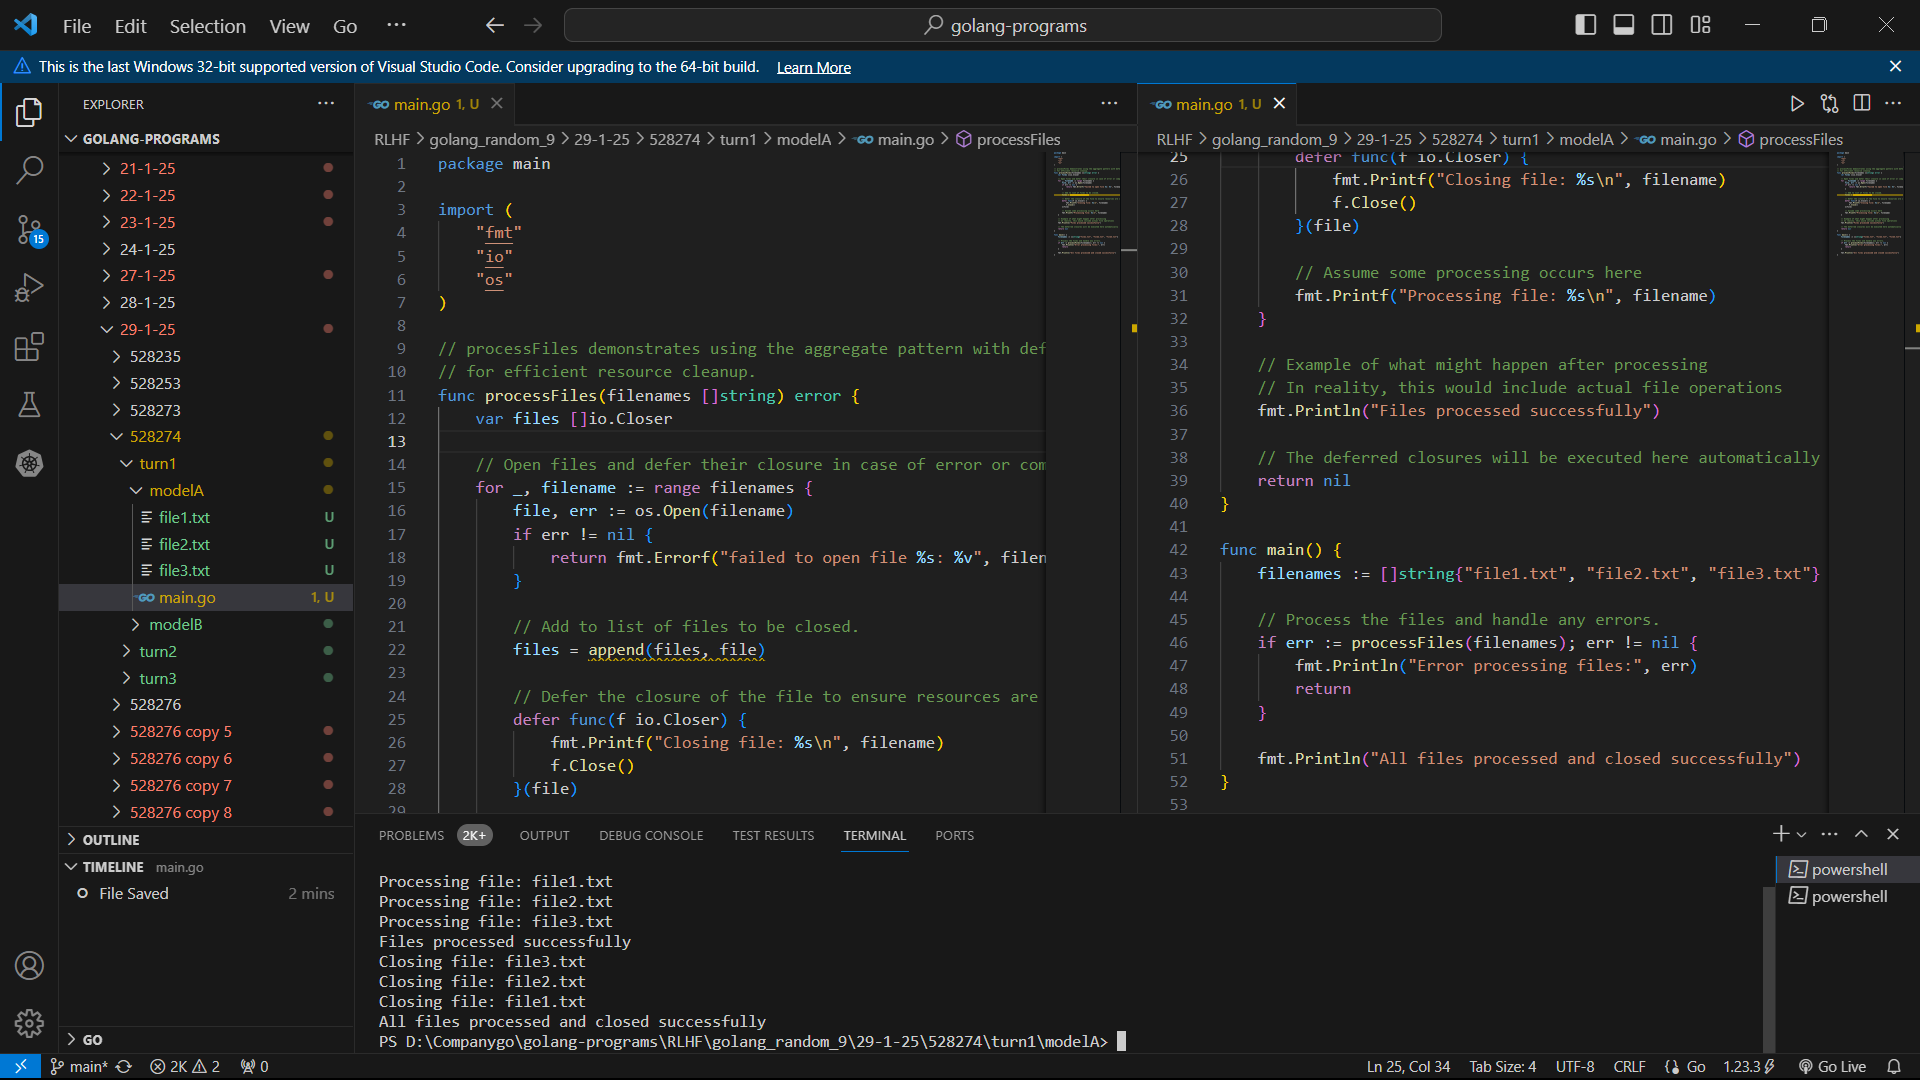 File Edit Selection View Go ··· golang-programs
This is the last Windows 32-bit supported version of Visual Studio Code. Consider upgrading to the 64-bit build. Learn More
EXPLORER
GOLANG-PROGRAMS
21-1-25
22-1-25
23-1-25
24-1-25
27-1-25
28-1-25
29-1-25
528235
528253
528273
528274
turn1
modelA
file1.txt U
file2.txt U
file3.txt U
main.go 1, U
modelB
turn2
turn3
528276
528276 copy 5
528276 copy 6
528276 copy 7
528276 copy 8
OUTLINE
TIMELINE main.go
File Saved 2 mins
GO
15
main.go 1, U
RLHF > golang_random_9 > 29-1-25 > 528274 > turn1 > modelA > main.go > processFiles
1 package main
2
3 import (
4 "fmt"
5 "io"
6 "os"
7 )
8
9 // processFiles demonstrates using the aggregate pattern with def
10 // for efficient resource cleanup.
11 func processFiles(filenames []string) error {
12 var files []io.Closer
13
14 // Open files and defer their closure in case of error or com
15 for _, filename := range filenames {
16 file, err := os.Open(filename)
17 if err != nil {
18 return fmt.Errorf("failed to open file %s: %v", filen
19 }
20
21 // Add to list of files to be closed.
22 files = append(files, file)
23
24 // Defer the closure of the file to ensure resources are
25 defer func(f io.Closer) {
26 fmt.Printf("Closing file: %s\n", filename)
27 f.Close()
28 }(file)
29
main.go 1, U
RLHF > golang_random_9 > 29-1-25 > 528274 > turn1 > modelA > main.go > processFiles
25 defer func(f io.Closer) {
26 fmt.Printf("Closing file: %s\n", filename)
27 f.Close()
28 }(file)
29
30 // Assume some processing occurs here
31 fmt.Printf("Processing file: %s\n", filename)
32 }
33
34 // Example of what might happen after processing
35 // In reality, this would include actual file operations
36 fmt.Println("Files processed successfully")
37
38 // The deferred closures will be executed here automatically
39 return nil
40 }
41
42 func main() {
43 filenames := []string{"file1.txt", "file2.txt", "file3.txt"}
44
45 // Process the files and handle any errors.
46 if err := processFiles(filenames); err != nil {
47 fmt.Println("Error processing files:", err)
48 return
49 }
50
51 fmt.Println("All files processed and closed successfully")
52 }
53
PROBLEMS 2K+ OUTPUT DEBUG CONSOLE TEST RESULTS TERMINAL PORTS
Processing file: file1.txt
Processing file: file2.txt
Processing file: file3.txt
Files processed successfully
Closing file: file3.txt
Closing file: file2.txt
Closing file: file1.txt
All files processed and closed successfully
PS D:\Companygo\golang-programs\RLHF\golang_random_9\29-1-25\528274\turn1\modelA>
powershell
powershell
main* 2K 2 0 Ln 25, Col 34 Tab Size: 4 UTF-8 CRLF Go 1.23.3 Go Live